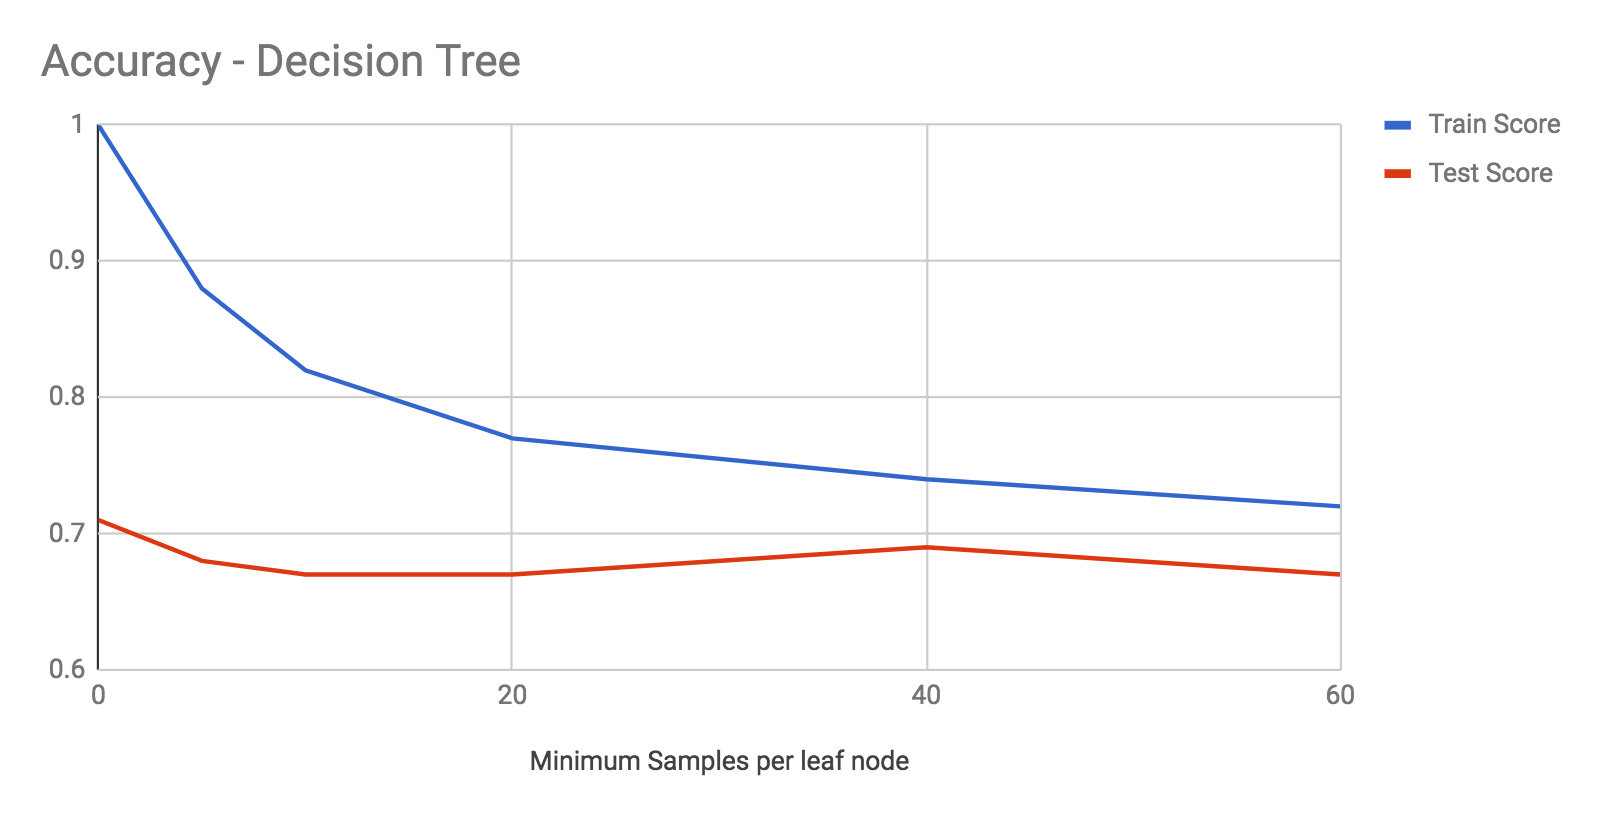 Accuracy - Decision Tree
1
0.9
0.8
0.7
0.6
0
20
40
60
Minimum Samples per leaf node
Train Score
Test Score